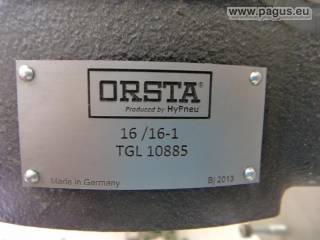 www.pagus.eu
ORSTA®
Produced by HyPneu
16 /16-1
TGL 10885
Made in Germany
Bj 2013